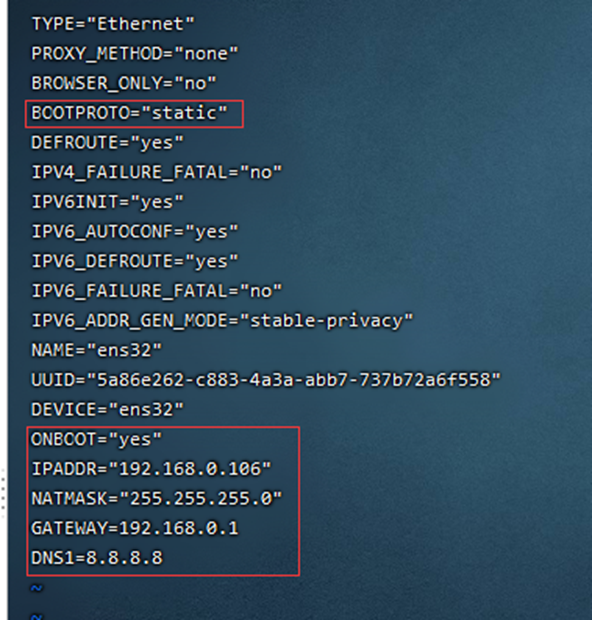 TYPE="Ethernet"
PROXY_METHOD="none"
BROWSER_ONLY="no"
BOOTPROTO="static"
DEFROUTE="yes"
IPV4_FAILURE_FATAL="no"
IPV6INIT="yes"
IPV6_AUTOCONF="yes"
IPV6_DEFROUTE="yes"
IPV6_FAILURE_FATAL="no"
IPV6_ADDR_GEN_MODE="stable-privacy"
NAME="ens32"
UUID="5a86e262-c883-4a3a-abb7-737b72a6f558"
DEVICE="ens32"
ONBOOT="yes"
IPADDR="192.168.0.106"
NATMASK="255.255.255.0"
GATEWAY=192.168.0.1
DNS1=8.8.8.8
~
~